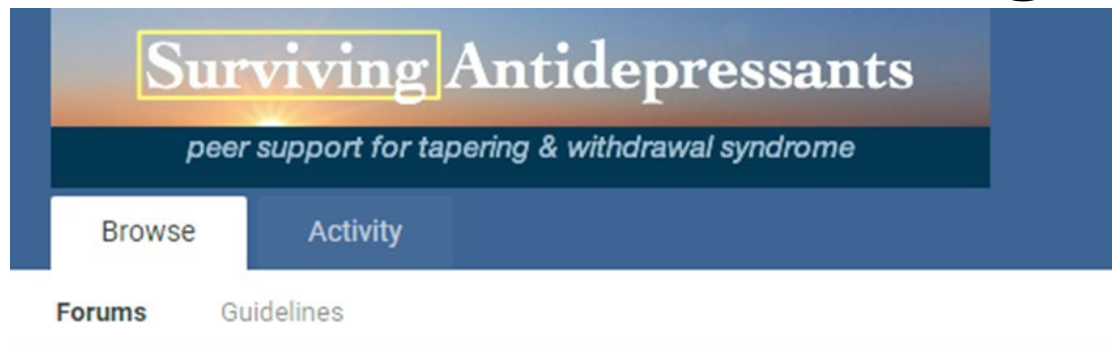 Surviving Antidepressants
peer support for tapering & withdrawal syndrome
Browse Activity
Forums Guidelines